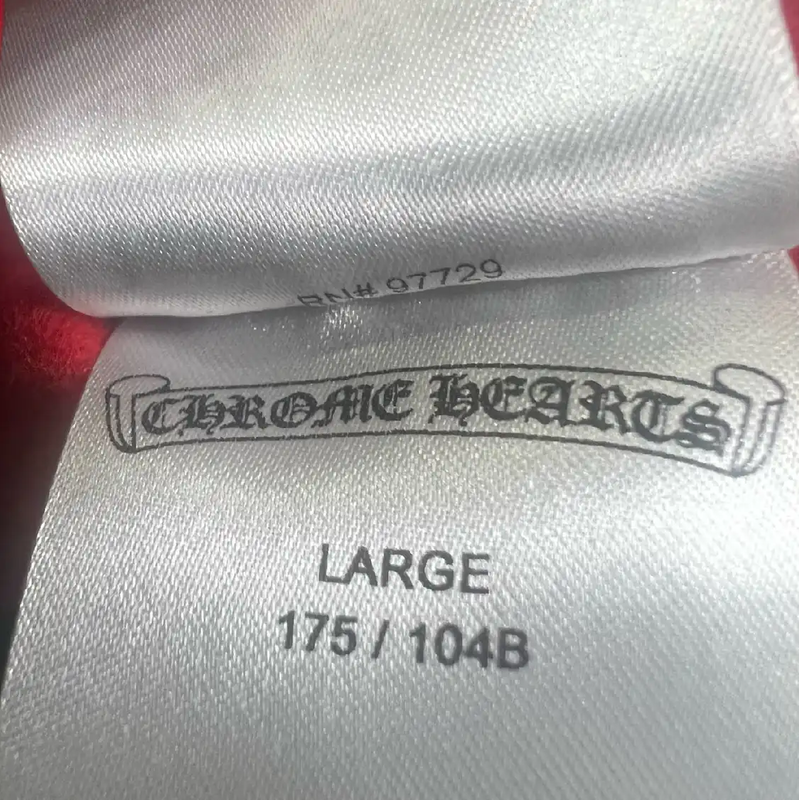 RN# 97729
CHROME HEARTS
LARGE
175 / 104B